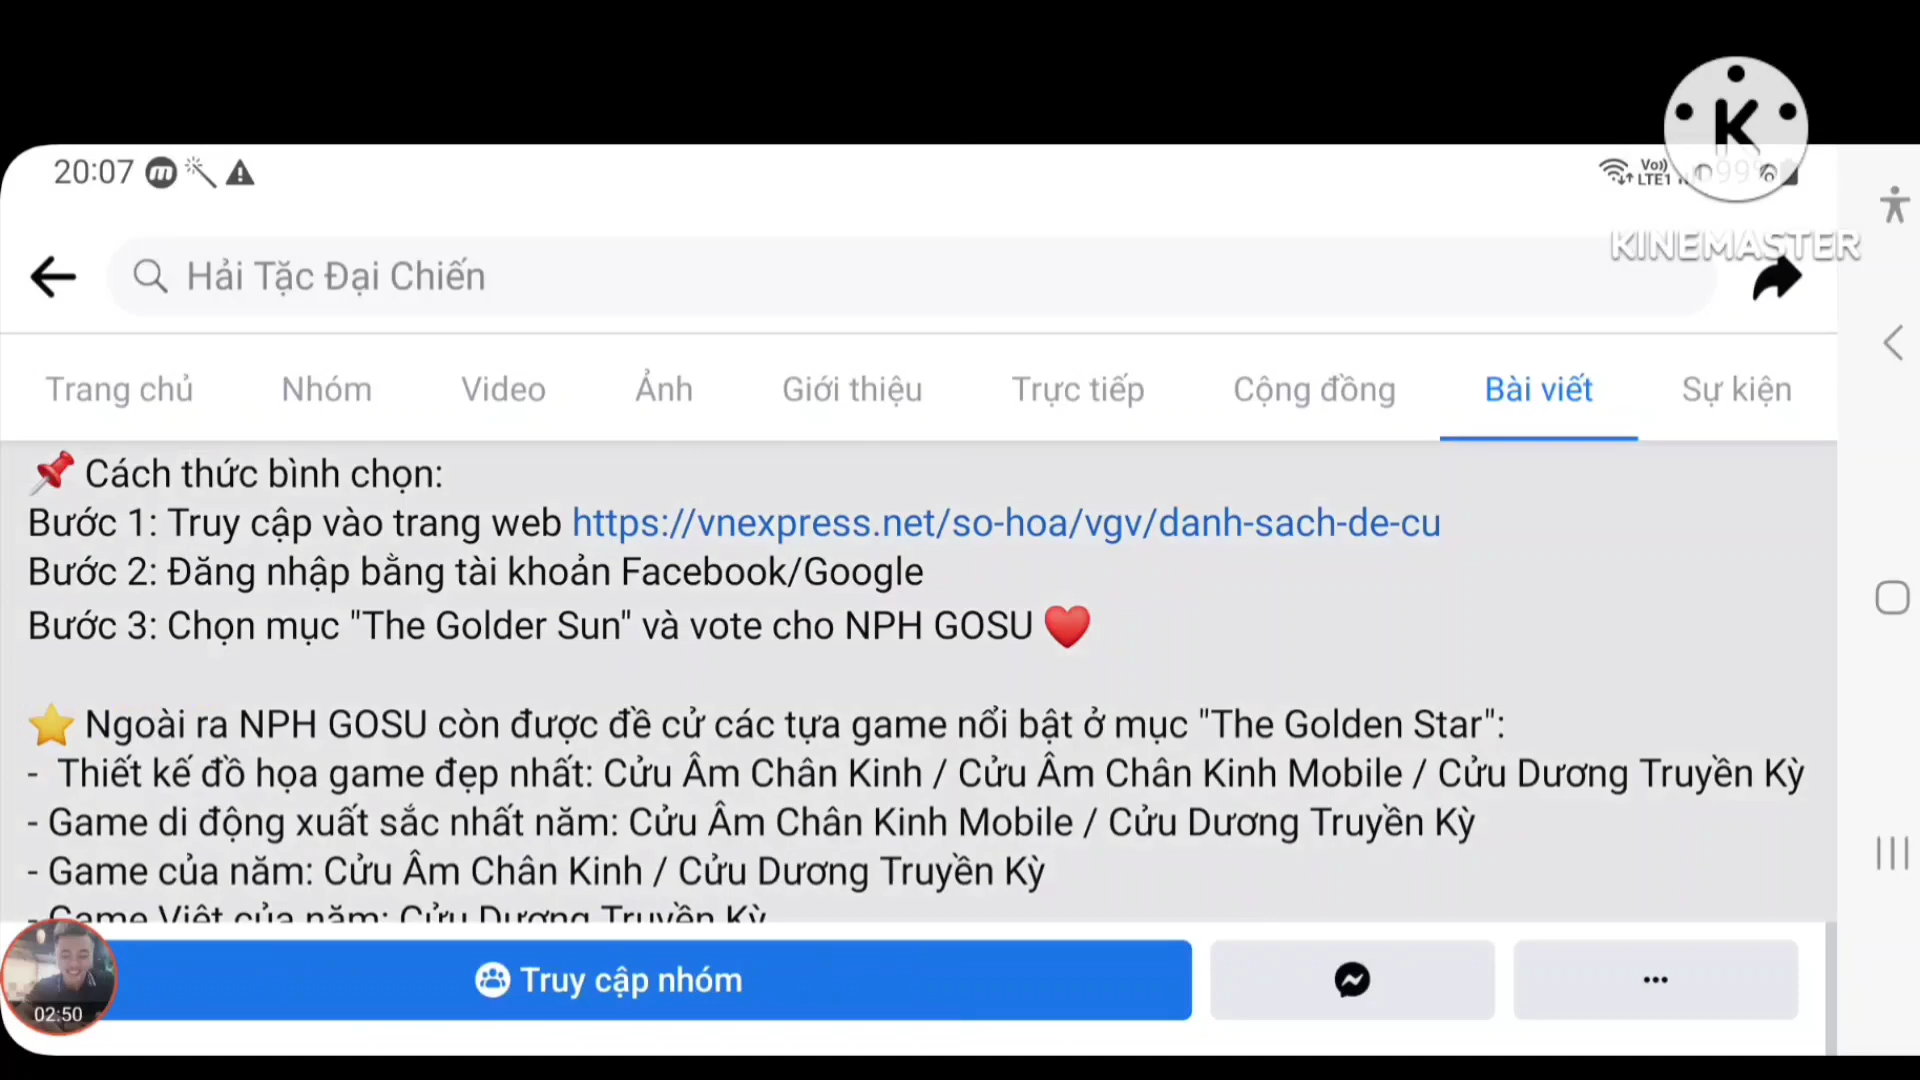 K
KINEMASTER
20:07
Vo))
LTE1
Hải Tặc Đại Chiến
Trang chủ Nhóm Video Ảnh Giới thiệu Trực tiếp Cộng đồng Bài viết Sự kiện
Cách thức bình chọn:
Bước 1: Truy cập vào trang web https://vnexpress.net/so-hoa/vgv/danh-sach-de-cu
Bước 2: Đăng nhập bằng tài khoản Facebook/Google
Bước 3: Chọn mục "The Golder Sun" và vote cho NPH GOSU
Ngoài ra NPH GOSU còn được đề cử các tựa game nổi bật ở mục "The Golden Star":
- Thiết kế đồ họa game đẹp nhất: Cửu Âm Chân Kinh / Cửu Âm Chân Kinh Mobile / Cửu Dương Truyền Kỳ
- Game di động xuất sắc nhất năm: Cửu Âm Chân Kinh Mobile / Cửu Dương Truyền Kỳ
- Game của năm: Cửu Âm Chân Kinh / Cửu Dương Truyền Kỳ
- Game Việt của năm: Cửu Dương Truyền Kỳ
Truy cập nhóm
02:50